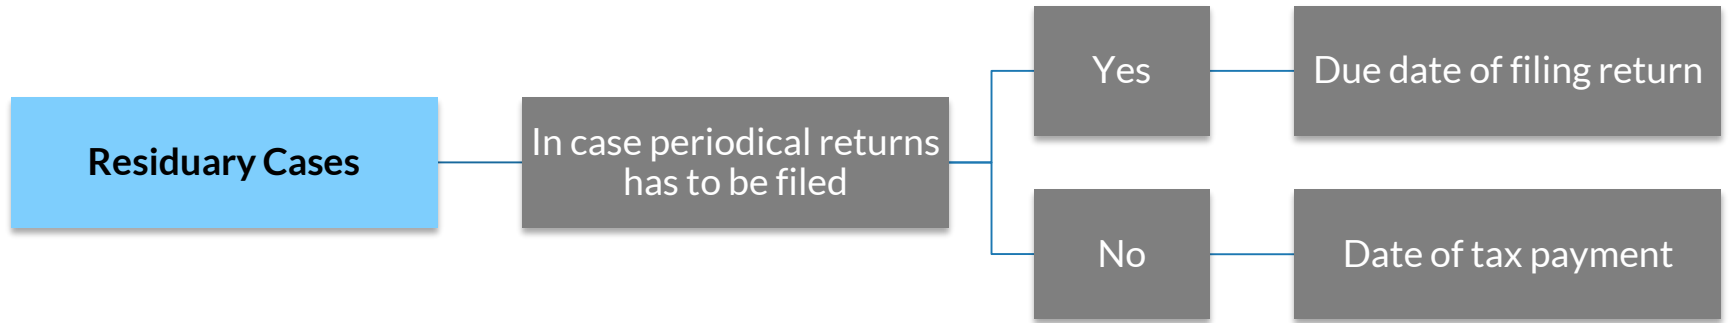 Residuary Cases
In case periodical returns
has to be filed
Yes
Due date of filing return
No
Date of tax payment